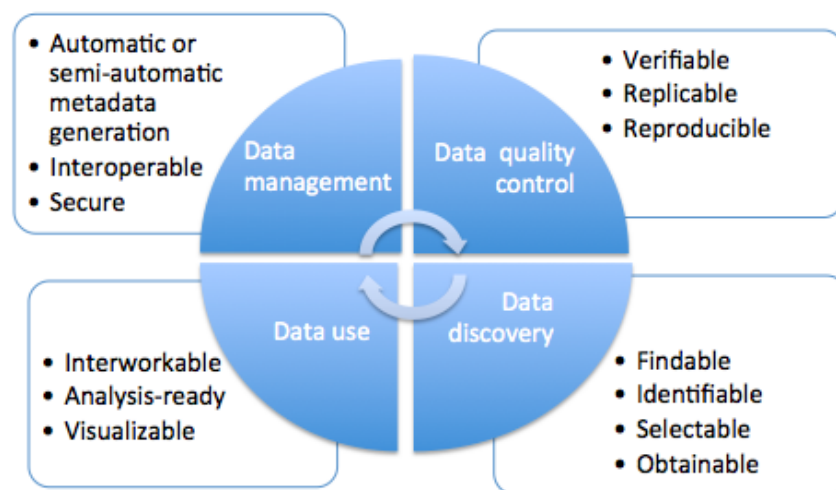 • Automatic or
semi-automatic
metadata
generation
• Interoperable
• Secure
Data
management
Data quality
control
• Verifiable
• Replicable
• Reproducible
• Interworkable
• Analysis-ready
• Visualizable
Data use
Data
discovery
• Findable
• Identifiable
• Selectable
• Obtainable